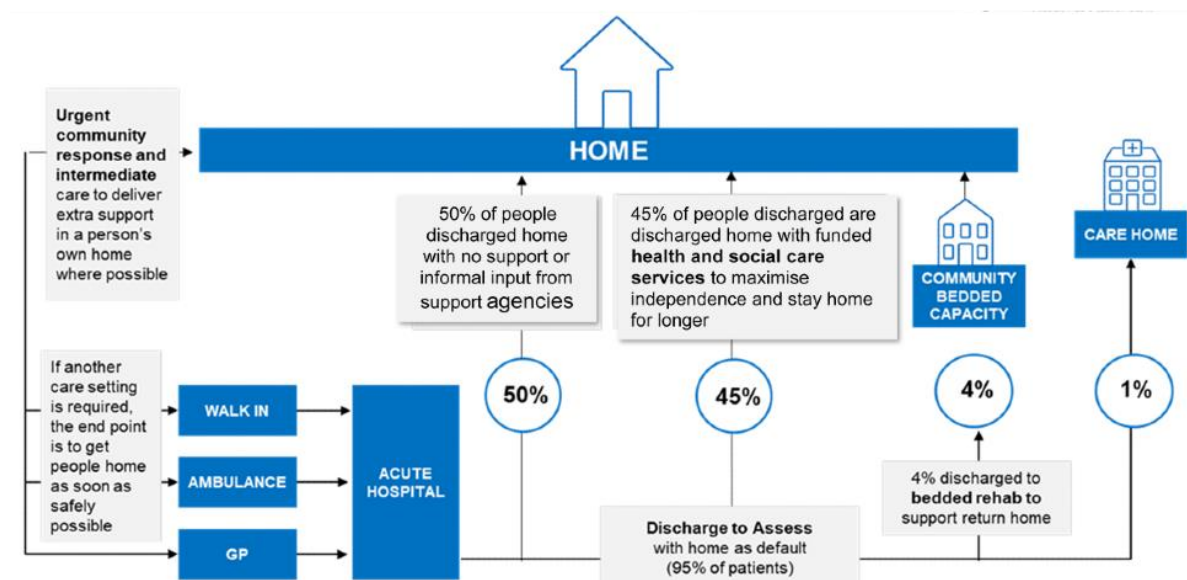 HOME
Urgent
community
response and
intermediate
care to deliver
extra support
in a person's
own home
where possible
50% of people
discharged home
with no support or
informal input from
support agencies
45% of people discharged are
discharged home with funded
health and social care
services to maximise
independence and stay home
for longer
COMMUNITY
BEDDED
CAPACITY
CARE HOME
If another
care setting
is required,
the end point
is to get
people home
as soon as
safely
possible
WALK IN
AMBULANCE
GP
ACUTE
HOSPITAL
50%
45%
4%
1%
Discharge to Assess
with home as default
(95% of patients)
4% discharged to
bedded rehab to
support return home